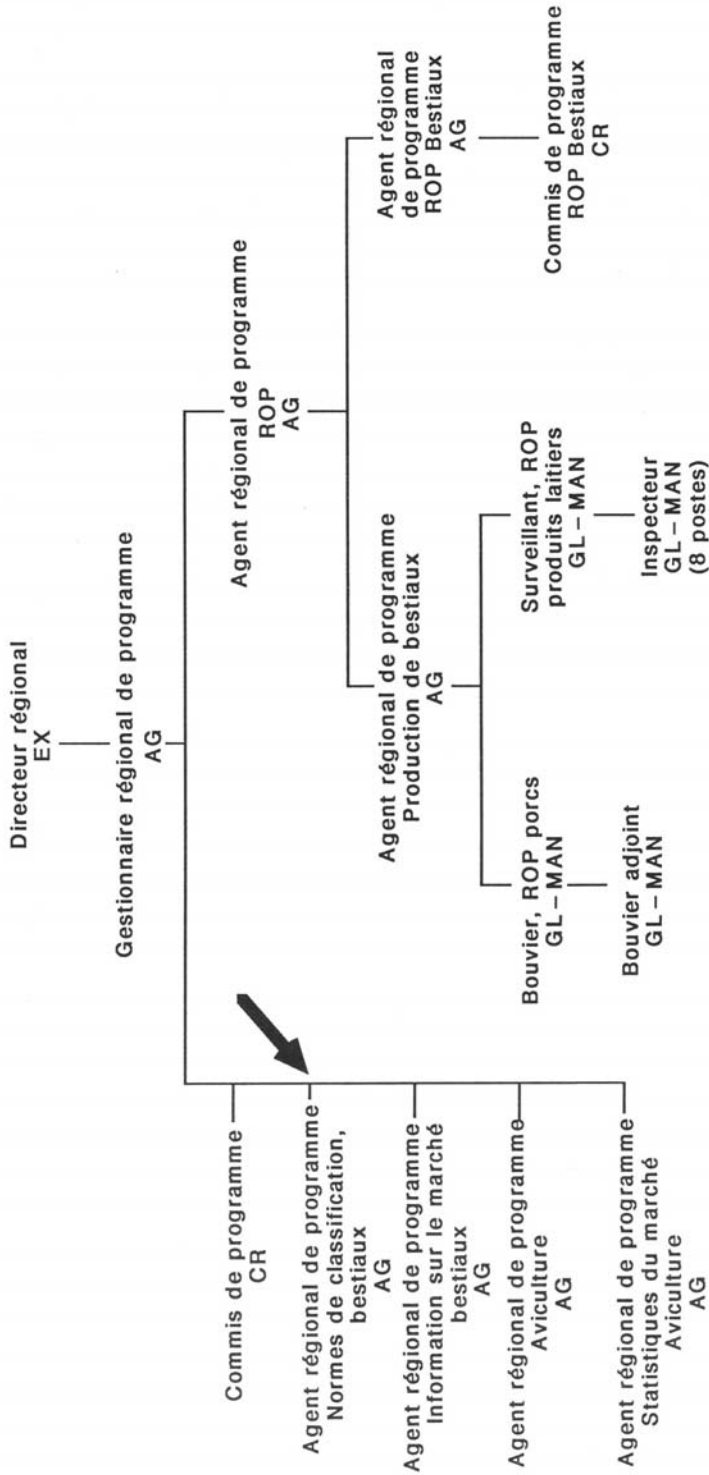 Directeur régional
EX
Gestionnaire régional de programme
AG
Commis de programme
CR
Agent régional de programme
Normes de classification,
bestiaux
AG
Agent régional de programme
Information sur le marché
bestiaux
AG
Agent régional de programme
Aviculture
AG
Agent régional de programme
Statistiques du marché
Aviculture
AG
Agent régional de programme
ROP
AG
Agent régional de programme
Production de bestiaux
AG
Bouvier, ROP porcs
GL – MAN
Bouvier adjoint
GL – MAN
Surveillant, ROP
produits laitiers
GL – MAN
Inspecteur
GL – MAN
(8 postes)
Agent régional
de programme
ROP Bestiaux
AG
Commis de programme
ROP Bestiaux
CR